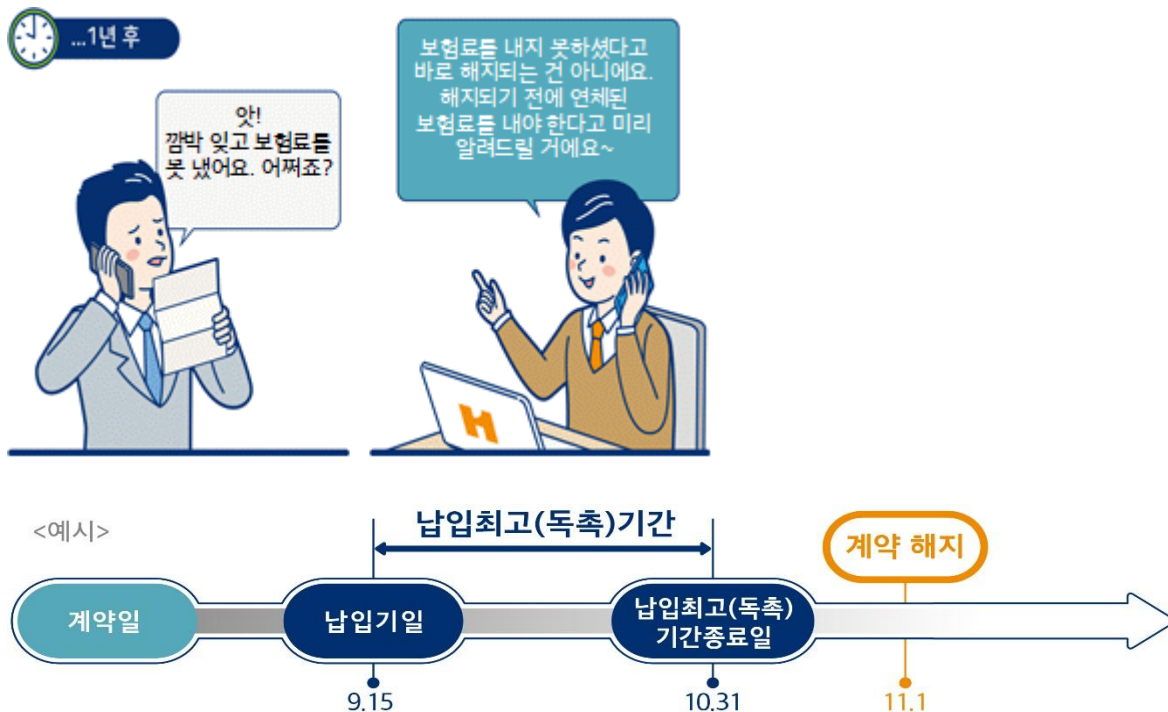 ...1년 후
앗!
깜박 잊고 보험료를
못 냈어요. 어쩌죠?
보험료를 내지 못하셨다고
바로 해지되는 건 아니에요.
해지되기 전에 연체된
보험료를 내야 한다고 미리
알려드릴 거에요~
<예시>
납입최고(독촉)기간
계약 해지
계약일
납입기일
납입최고(독촉)
기간종료일
9.15
10.31
11.1